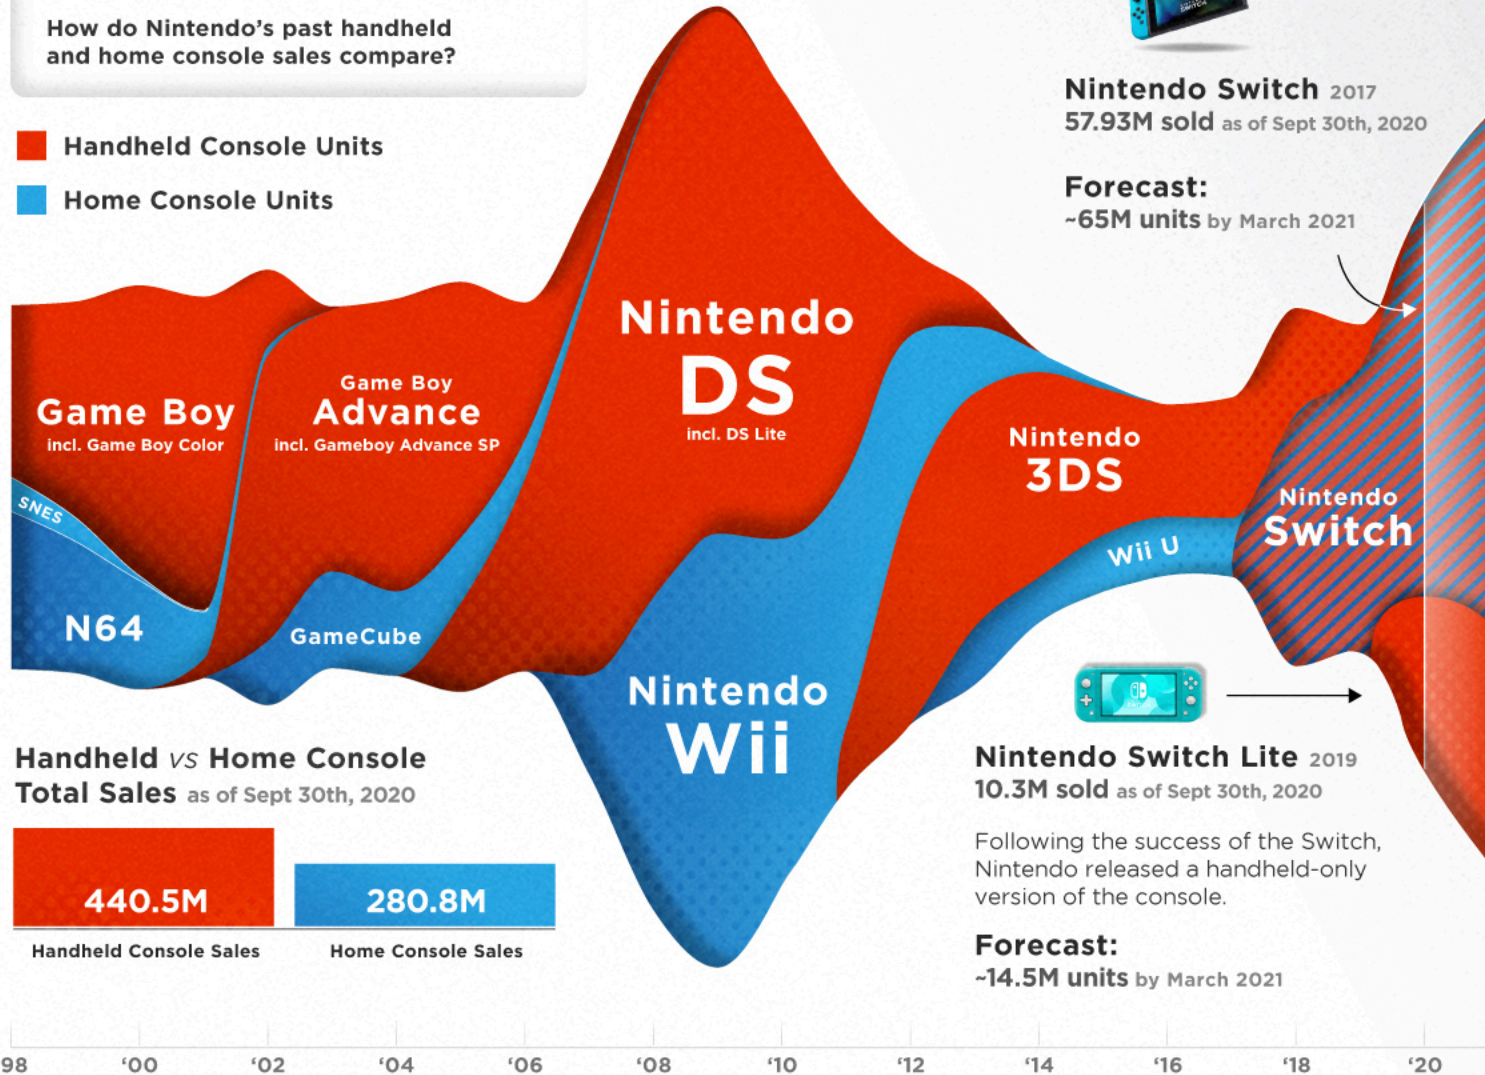 How do Nintendo's past handheld
and home console sales compare?
Handheld Console Units
Home Console Units
Nintendo Switch 2017
57.93M sold as of Sept 30th, 2020
Forecast:
~65M units by March 2021
Game Boy
incl. Game Boy Color
SNES
N64
Game Boy
Advance
incl. Gameboy Advance SP
GameCube
Nintendo
DS
incl. DS Lite
Nintendo
Wii
Nintendo
3DS
Wii U
Nintendo
Switch
Handheld vs Home Console
Total Sales as of Sept 30th, 2020
440.5M
280.8M
Handheld Console Sales
Home Console Sales
Nintendo Switch Lite 2019
10.3M sold as of Sept 30th, 2020
Following the success of the Switch,
Nintendo released a handheld-only
version of the console.
Forecast:
~14.5M units by March 2021
98 ‘00 ‘02 ‘04 ‘06 ‘08 ‘10 ‘12 ‘14 ‘16 ‘18 ‘20